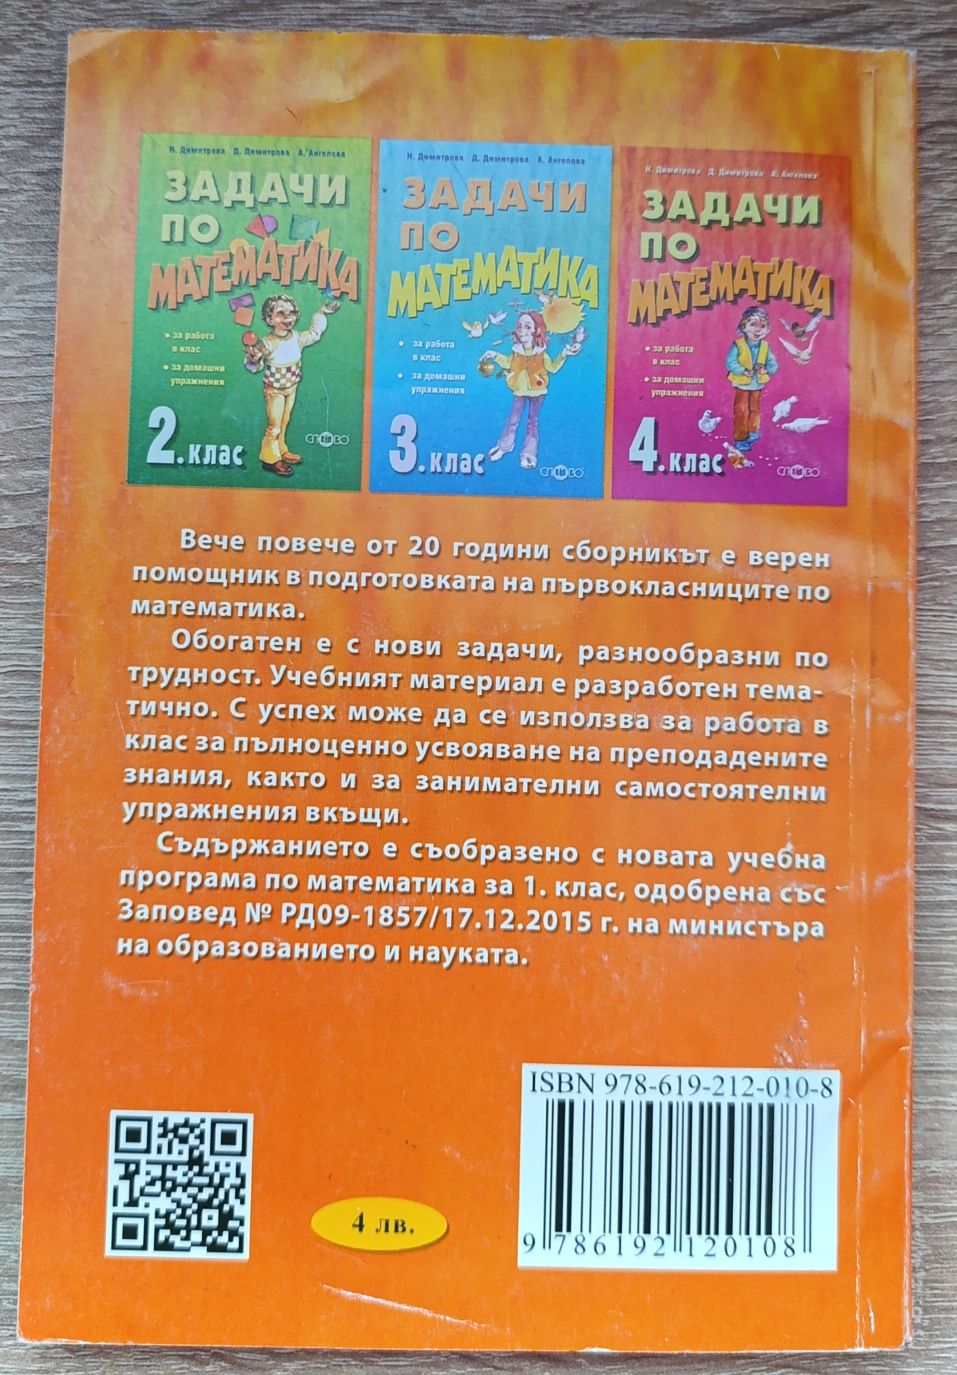 Н. Димитрова Д. Димитрова А. Ангелова
ЗАДАЧИ
ПО
МАТЕМАТИКА
• за работа
в клас
• за домашни
упражнения
2. клас
СЛОВО
Н. Димитрова Д. Димитрова А. Ангелова
ЗАДАЧИ
ПО
МАТЕМАТИКА
• за работа
в клас
• за домашни
упражнения
3. клас
СЛОВО
Н. Димитрова Д. Димитрова А. Ангелова
ЗАДАЧИ
ПО
МАТЕМАТИКА
• за работа
в клас
• за домашни
упражнения
4. клас
СЛОВО
Вече повече от 20 години сборникът е верен
помощник в подготовката на първокласниците по
математика.
Обогатен е с нови задачи, разнообразни по
трудност. Учебният материал е разработен тема-
тично. С успех може да се използва за работа в
клас за пълноценно усвояване на преподадените
знания, както и за занимателни самостоятелни
упражнения вкъщи.
Съдържанието е съобразено с новата учебна
програма по математика за 1. клас, одобрена със
Заповед № РД09-1857/17.12.2015 г. на министъра
на образованието и науката.
ISBN 978-619-212-010-8
9 786192 120108
4 лв.